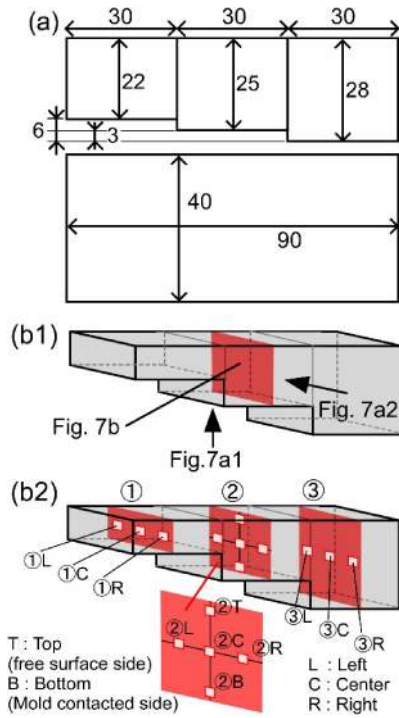 (a)
30 30 30
22 25 28
6 3
40
90
(b1)
Fig. 7b
Fig. 7a2
Fig.7a1
(b2)
① ② ③
①L
①C
①R
③L
③C
③R
②T
②L
②C
②R
②B
T : Top
(free surface side)
B : Bottom
(Mold contacted side)
L : Left
C : Center
R : Right